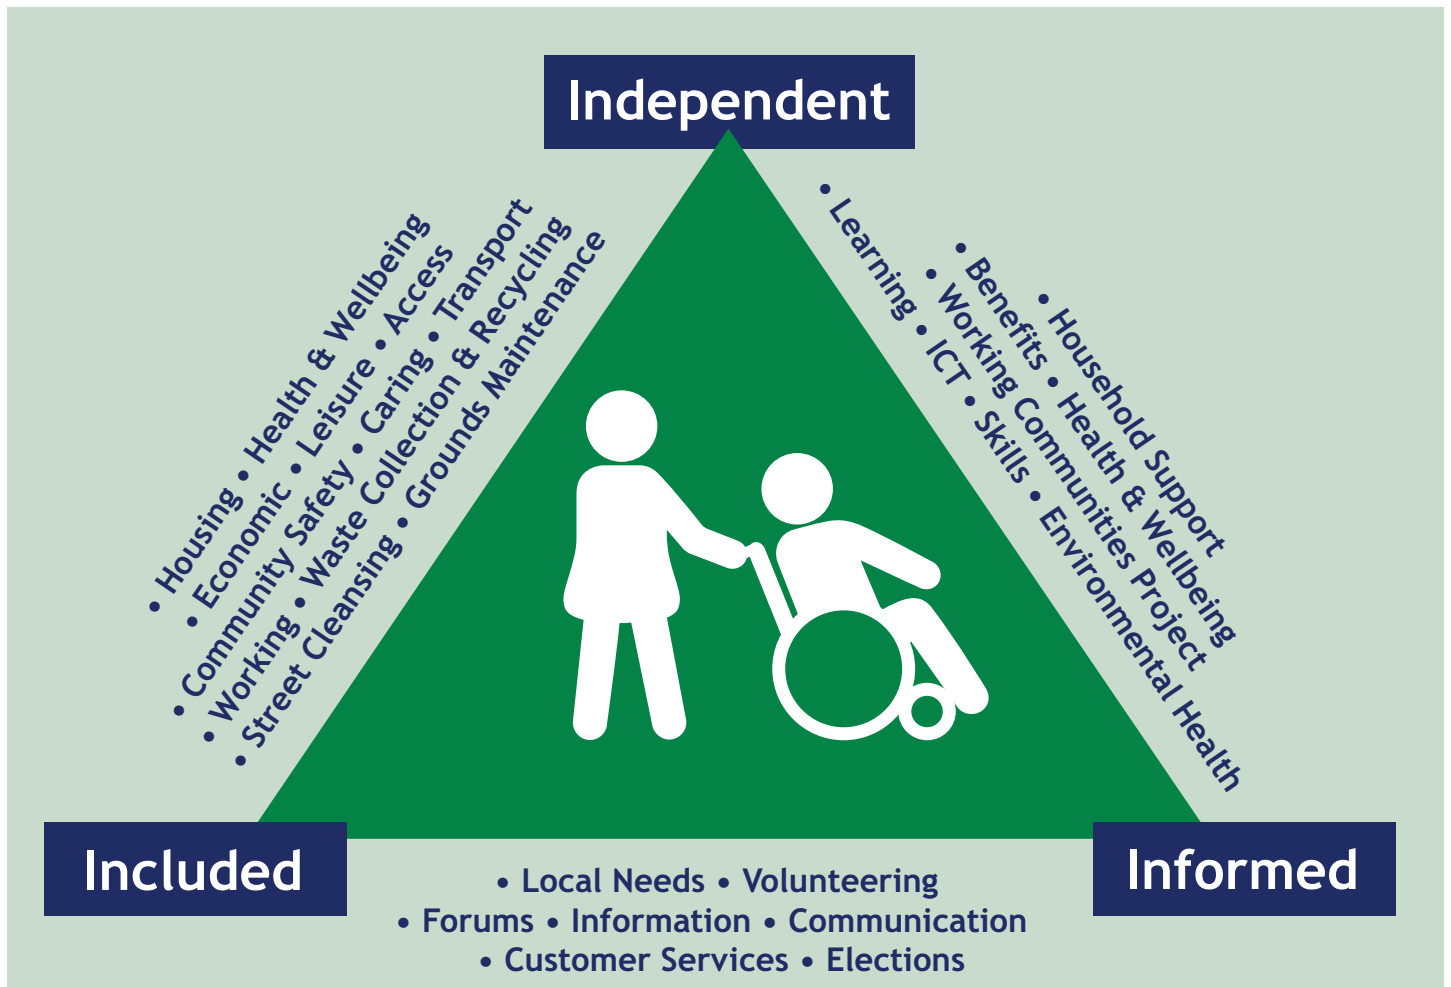 Independent
• Housing • Health & Wellbeing
• Economic • Leisure • Access
• Community Safety • Caring • Transport
• Working • Waste Collection & Recycling
• Street Cleansing • Grounds Maintenance
• Household Support
• Benefits • Health & Wellbeing
• Working Communities Project
• Learning • ICT • Skills • Environmental Health
Included
Informed
• Local Needs • Volunteering
• Forums • Information • Communication
• Customer Services • Elections